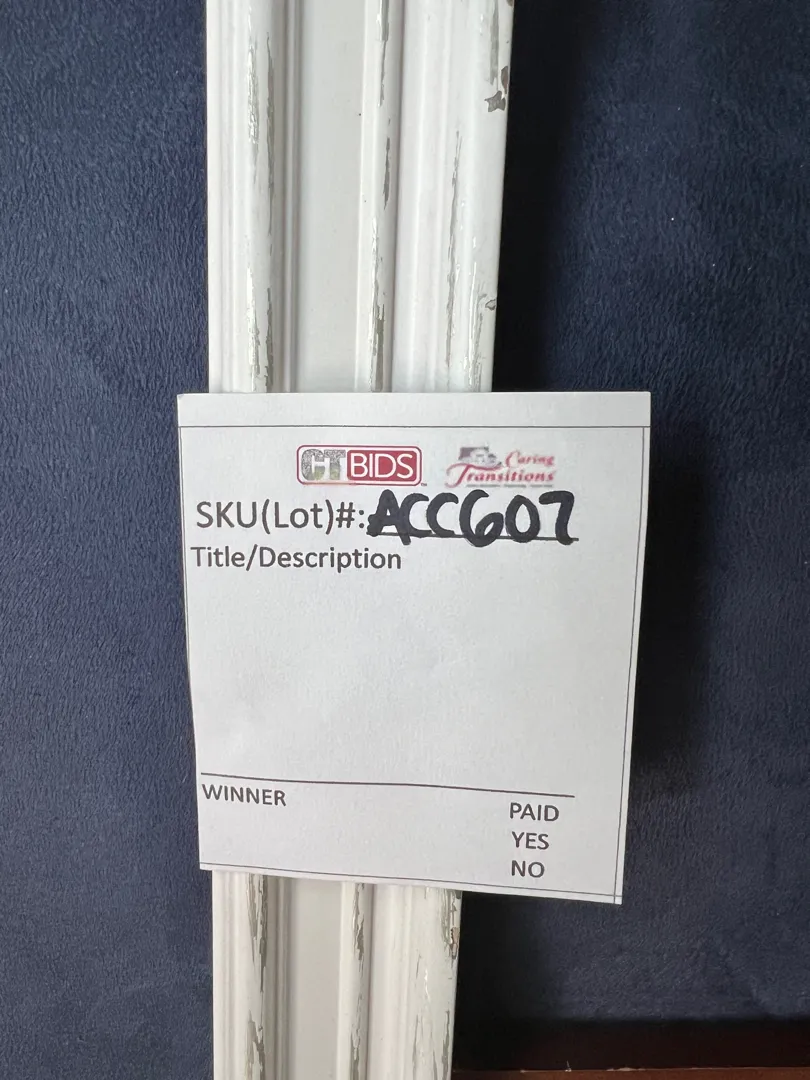 CTBIDS
Caring
Transitions
SKU(Lot)#:ACC607
Title/Description
WINNER
PAID
YES
NO